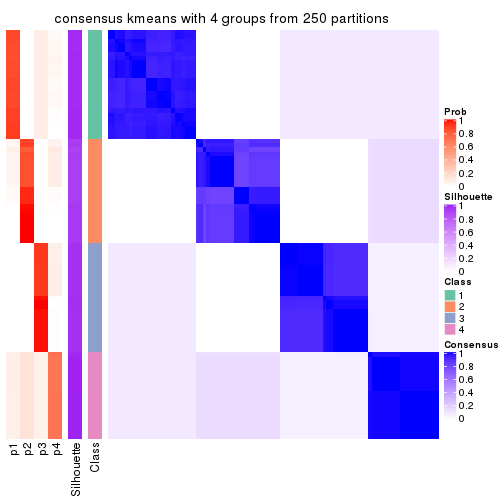 consensus kmeans with 4 groups from 250 partitions
Prob
1
0.8
0.6
0.4
0.2
0
Silhouette
1
0.8
0.6
0.4
0.2
0
Class
1
2
3
4
Consensus
1
0.8
0.6
0.4
0.2
0
p1
p2
p3
p4
Silhouette
Class